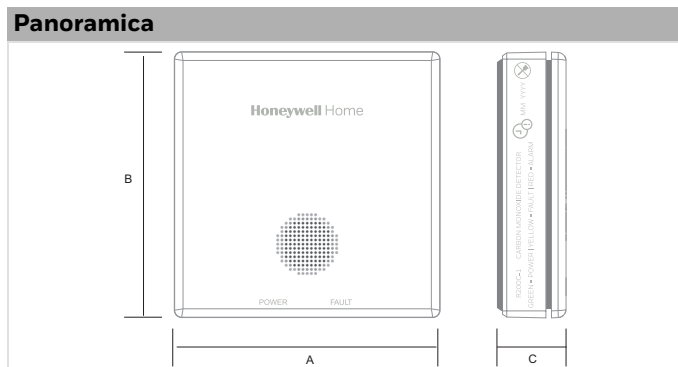 Panoramica
Honeywell Home
B
POWER FAULT
A
C
MM YYYY
R200C-1 CARBON MONOXIDE DETECTOR
GREEN = POWER | YELLOW = FAULT | RED = ALARM